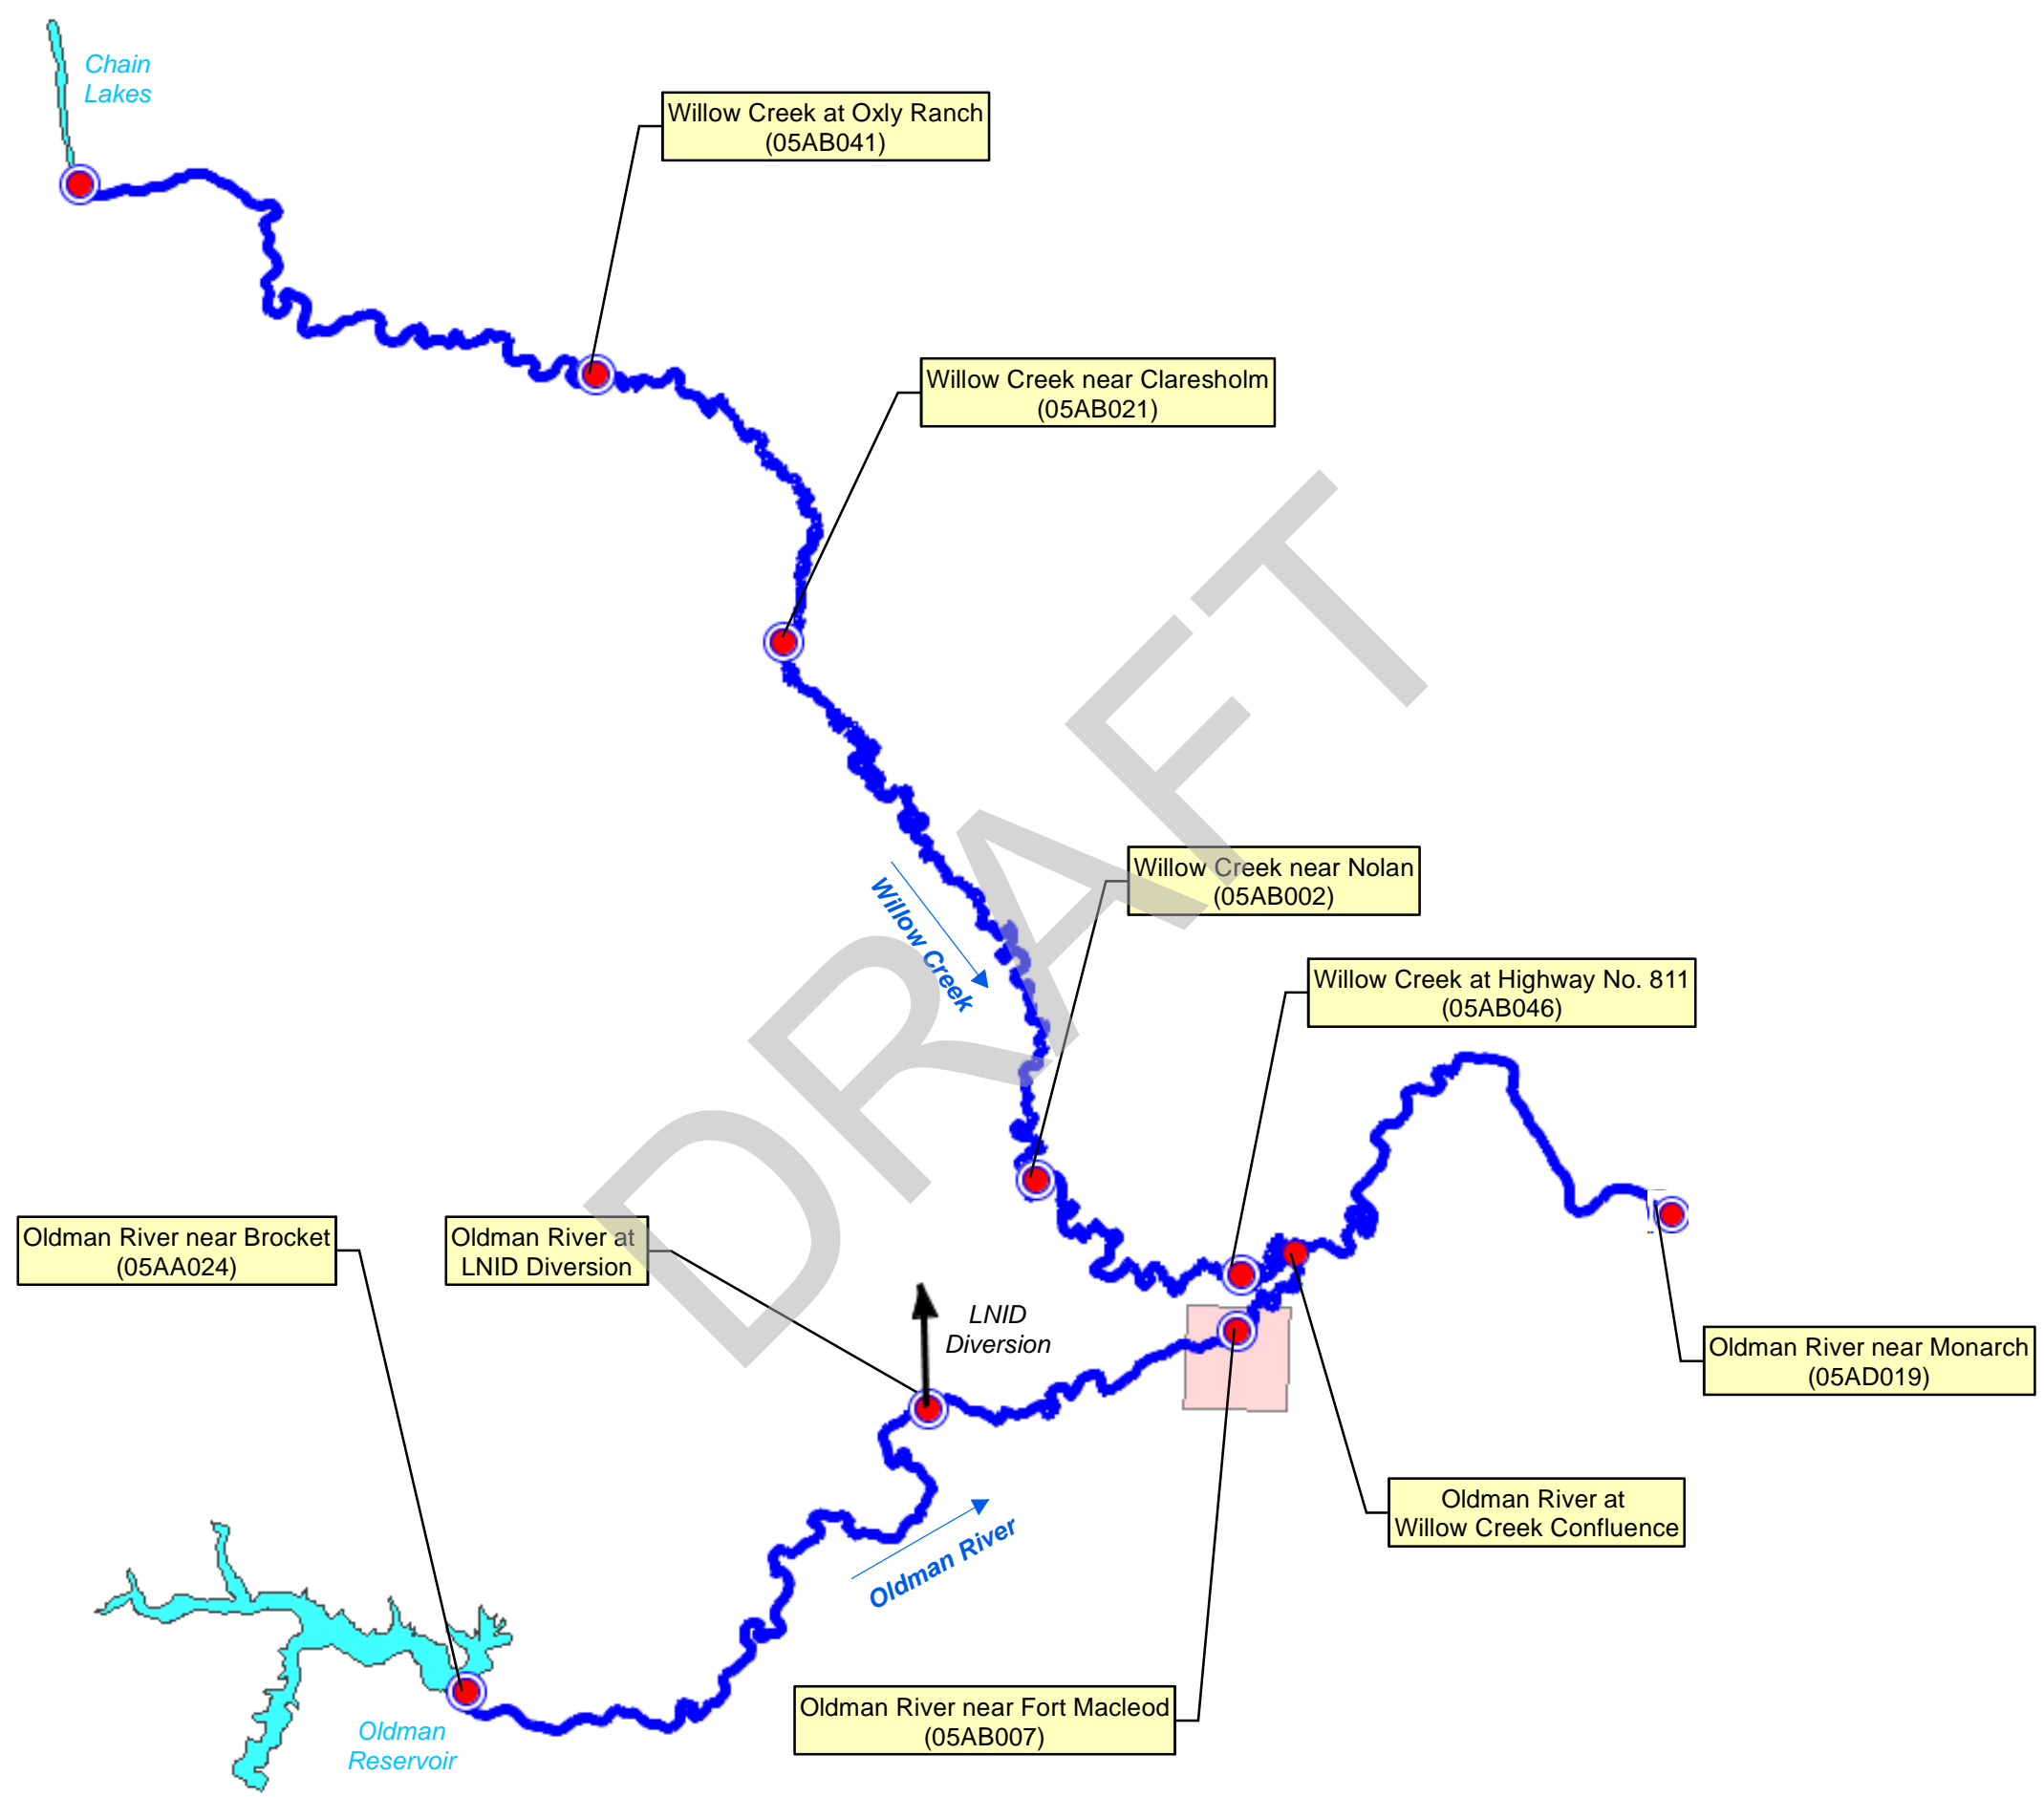 Chain
Lakes
Willow Creek at Oxly Ranch
(05AB041)
Willow Creek near Claresholm
(05AB021)
Willow Creek near Nolan
(05AB002)
Willow Creek
Willow Creek at Highway No. 811
(05AB046)
DRAFT
Oldman River near Brocket
(05AA024)
Oldman River at
LNID Diversion
LNID
Diversion
Oldman River near Monarch
(05AD019)
Oldman River at
Willow Creek Confluence
Oldman River
Oldman River near Fort Macleod
(05AB007)
Oldman
Reservoir